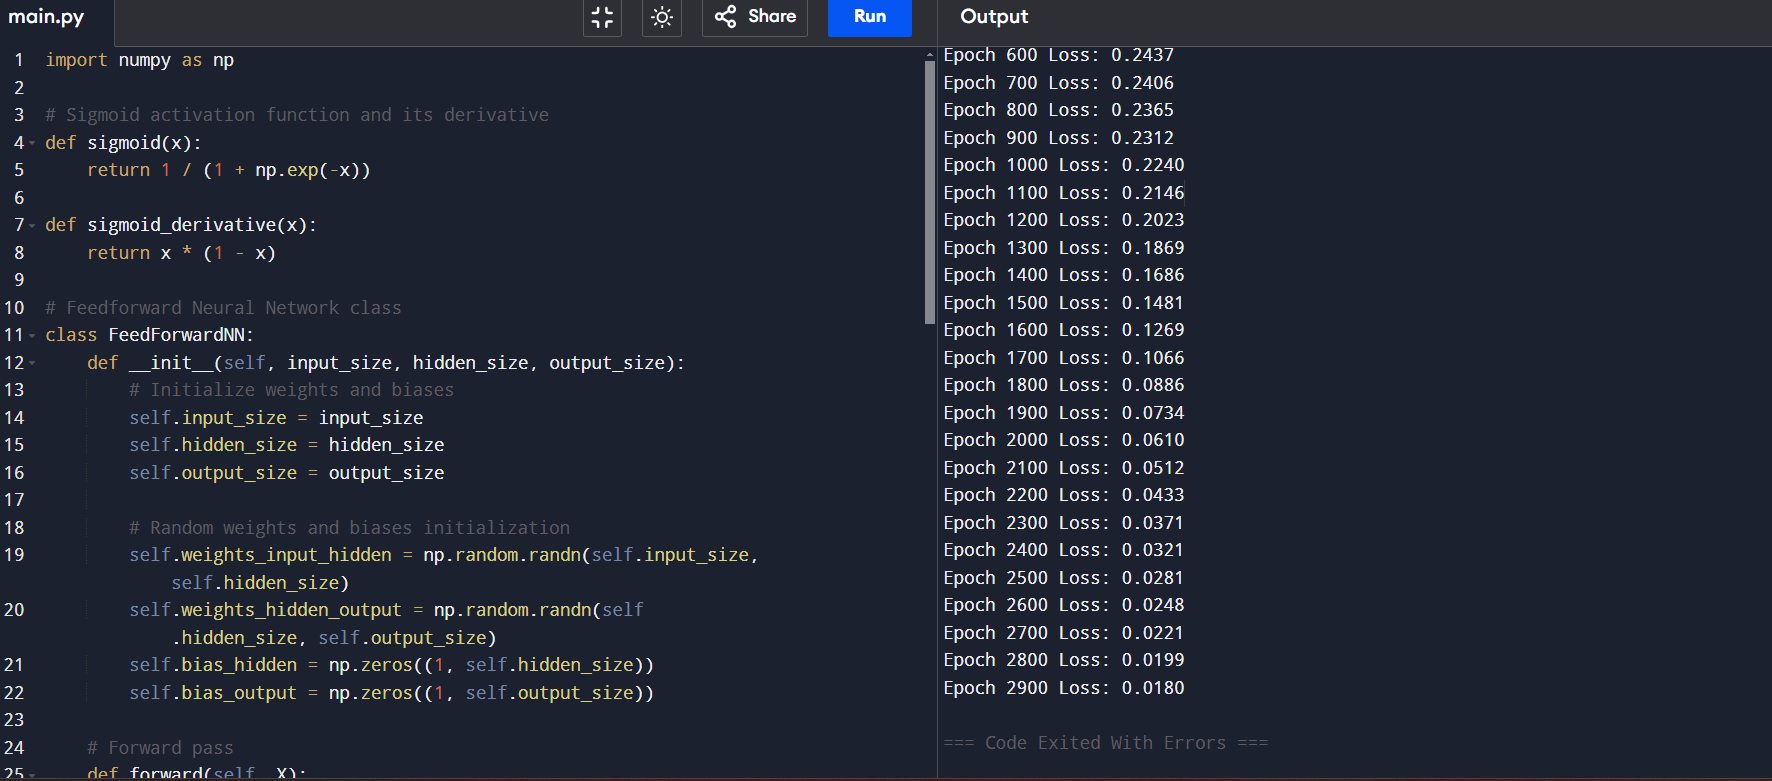 main.py
Share
Run
Output
1 import numpy as np
2
3 # Sigmoid activation function and its derivative
4 def sigmoid(x):
5     return 1 / (1 + np.exp(-x))
6
7 def sigmoid_derivative(x):
8     return x * (1 - x)
9
10 # Feedforward Neural Network class
11 class FeedForwardNN:
12     def __init__(self, input_size, hidden_size, output_size):
13         # Initialize weights and biases
14         self.input_size = input_size
15         self.hidden_size = hidden_size
16         self.output_size = output_size
17
18         # Random weights and biases initialization
19         self.weights_input_hidden = np.random.randn(self.input_size,
            self.hidden_size)
20         self.weights_hidden_output = np.random.randn(self
            .hidden_size, self.output_size)
21         self.bias_hidden = np.zeros((1, self.hidden_size))
22         self.bias_output = np.zeros((1, self.output_size))
23
24     # Forward pass
25     def forward(self, X):
Epoch 600 Loss: 0.2437
Epoch 700 Loss: 0.2406
Epoch 800 Loss: 0.2365
Epoch 900 Loss: 0.2312
Epoch 1000 Loss: 0.2240
Epoch 1100 Loss: 0.2146
Epoch 1200 Loss: 0.2023
Epoch 1300 Loss: 0.1869
Epoch 1400 Loss: 0.1686
Epoch 1500 Loss: 0.1481
Epoch 1600 Loss: 0.1269
Epoch 1700 Loss: 0.1066
Epoch 1800 Loss: 0.0886
Epoch 1900 Loss: 0.0734
Epoch 2000 Loss: 0.0610
Epoch 2100 Loss: 0.0512
Epoch 2200 Loss: 0.0433
Epoch 2300 Loss: 0.0371
Epoch 2400 Loss: 0.0321
Epoch 2500 Loss: 0.0281
Epoch 2600 Loss: 0.0248
Epoch 2700 Loss: 0.0221
Epoch 2800 Loss: 0.0199
Epoch 2900 Loss: 0.0180
=== Code Exited With Errors ===